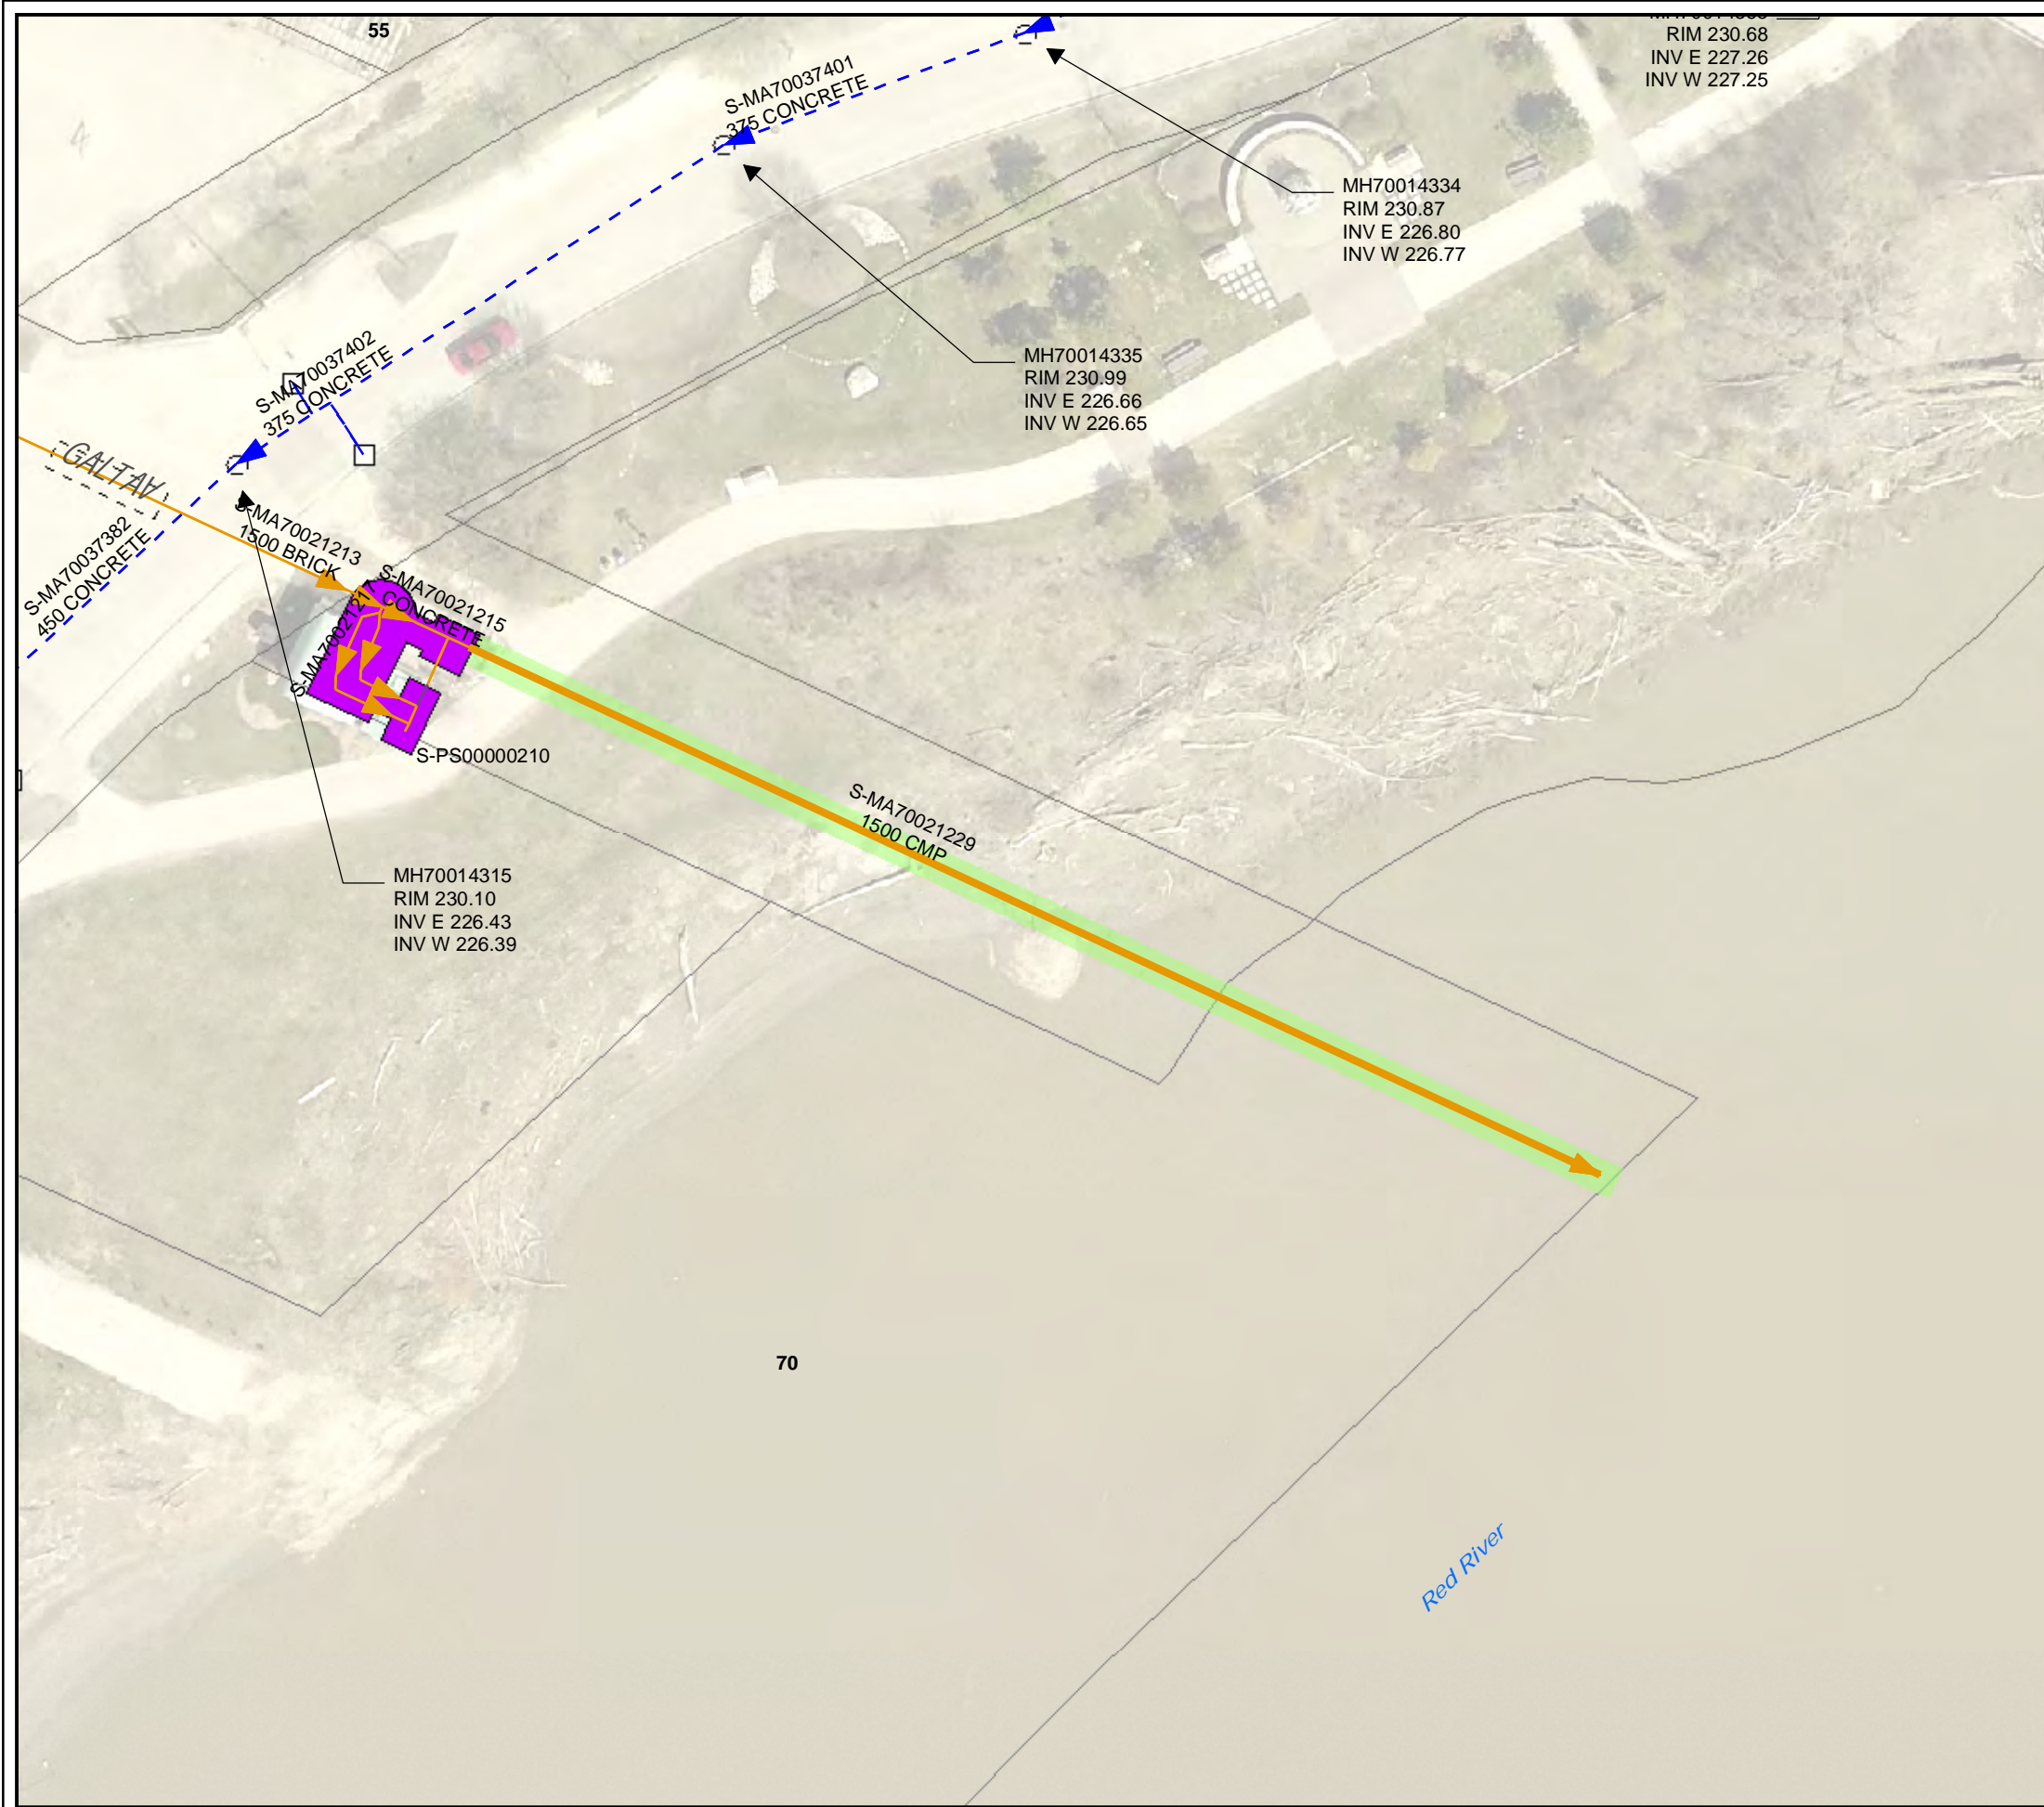 55
RIM 230.68
INV E 227.26
INV W 227.25
S-MA70037401
375 CONCRETE
MH70014334
RIM 230.87
INV E 226.80
INV W 226.77
S-MA70037402
375 CONCRETE
MH70014335
RIM 230.99
INV E 226.66
INV W 226.65
GALT AV
S-MA70037382
450 CONCRETE
S-MA70021213
1500 BRICK
S-MA70021215
CONCRETE
S-MA70021217
S-PS00000210
S-MA70021229
1500 CMP
MH70014315
RIM 230.10
INV E 226.43
INV W 226.39
70
Red River